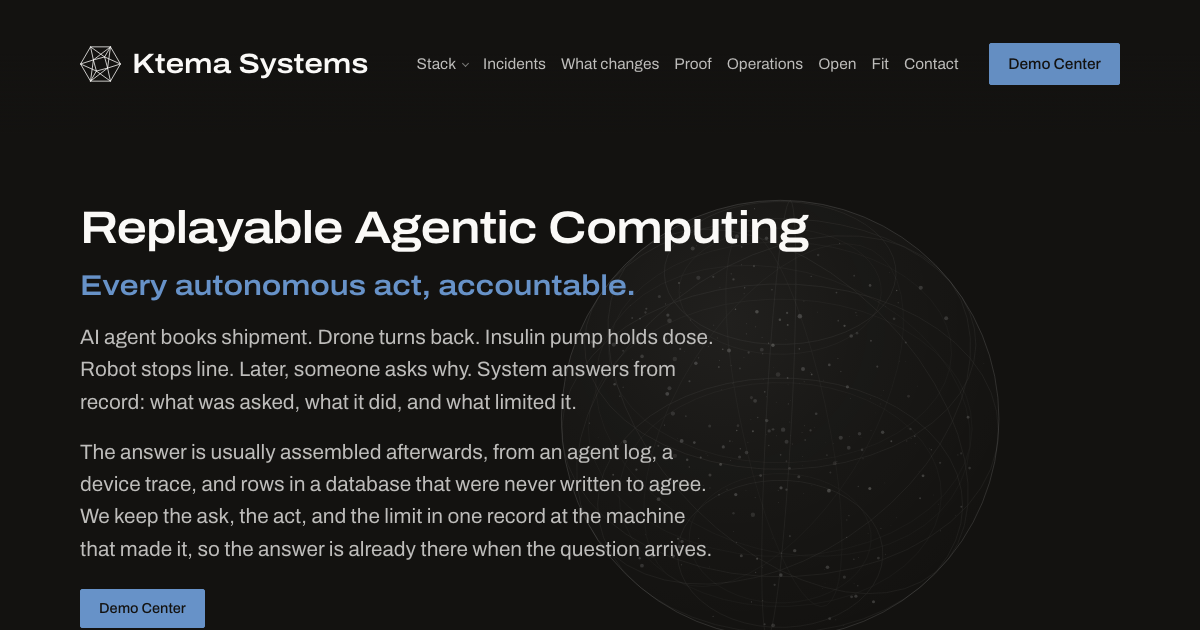 Ktema Systems
Stack Incidents What changes Proof Operations Open Fit Contact
Demo Center
Replayable Agentic Computing
Every autonomous act, accountable.
AI agent books shipment. Drone turns back. Insulin pump holds dose.
Robot stops line. Later, someone asks why. System answers from
record: what was asked, what it did, and what limited it.
The answer is usually assembled afterwards, from an agent log, a
device trace, and rows in a database that were never written to agree.
We keep the ask, the act, and the limit in one record at the machine
that made it, so the answer is already there when the question arrives.
Demo Center